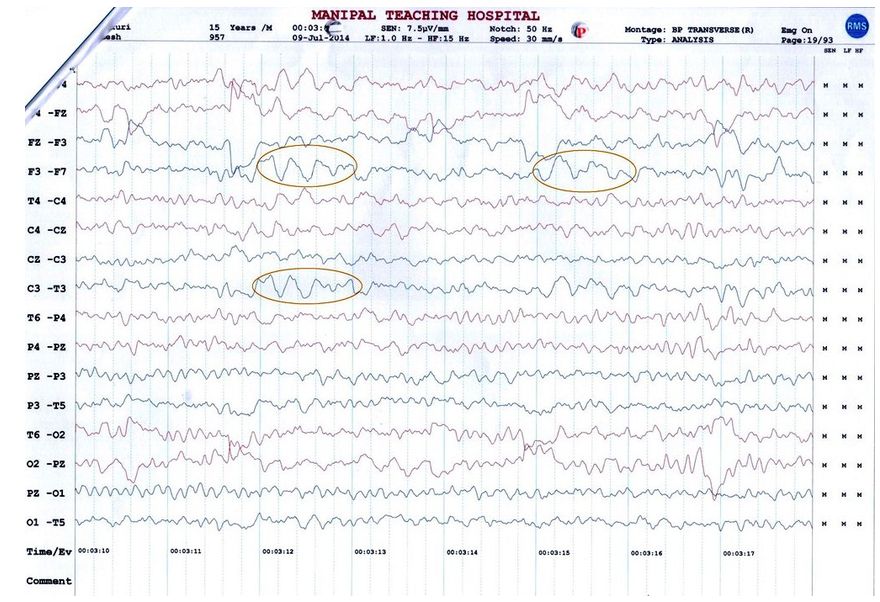 MANIPAL TEACHING HOSPITAL
15 Years /M 00:03: SEN: 7.5µV/mm Notch: 50 Hz Montage: BP TRANSVERSE(R) Emg On
957 09-Jul-2014 LF:1.0 Hz - HF:15 Hz Speed: 30 mm/s Type: ANALYSIS Page:19/93
RMS
SEN LF HF
M M M
-FZ M M M
FZ -F3 M M M
F3 -F7 M M M
T4 -C4 M M M
C4 -CZ M M M
CZ -C3 M M M
C3 -T3 M M M
T6 -P4 M M M
P4 -PZ M M M
PZ -P3 M M M
P3 -T5 M M M
T6 -O2 M M M
O2 -PZ M M M
PZ -O1 M M M
O1 -T5 M M M
Time/Ev 00:03:10 00:03:11 00:03:12 00:03:13 00:03:14 00:03:15 00:03:16 00:03:17
Comment